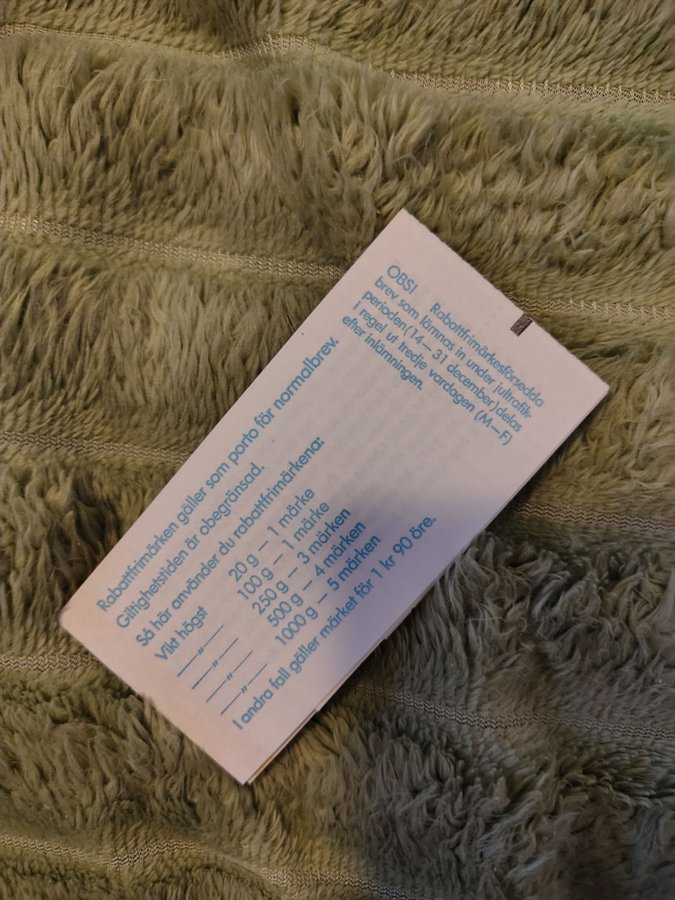 OBS! Rabattfrimärkesförsedda
brev som lämnas in under jultrafik-
perioden (14—31 december) delas
i regel ut tredje vardagen (M—F)
efter inlämningen.
Rabattfrimärken gäller som porto för normalbrev.
Giltighetstiden är obegränsad.
Så här använder du rabattfrimärkena:
Vikt högst 20 g — 1 märke
—„— 100 g — 1 märke
—„— 250 g — 3 märken
—„— 500 g — 4 märken
—„— 1000 g — 5 märken
I andra fall gäller märket för 1 kr 90 öre.